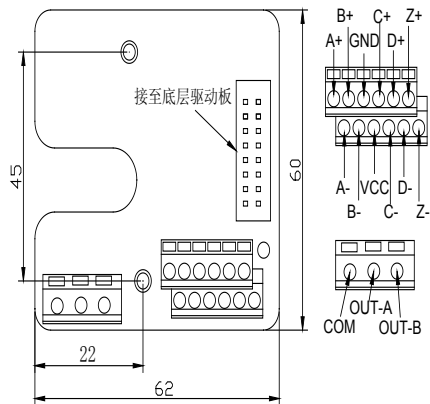 B+ C+ Z+
A+ GND D+
接至底层驱动板
A- VCC D-
B- C- Z-
45
60
OUT-A
COM OUT-B
22
62